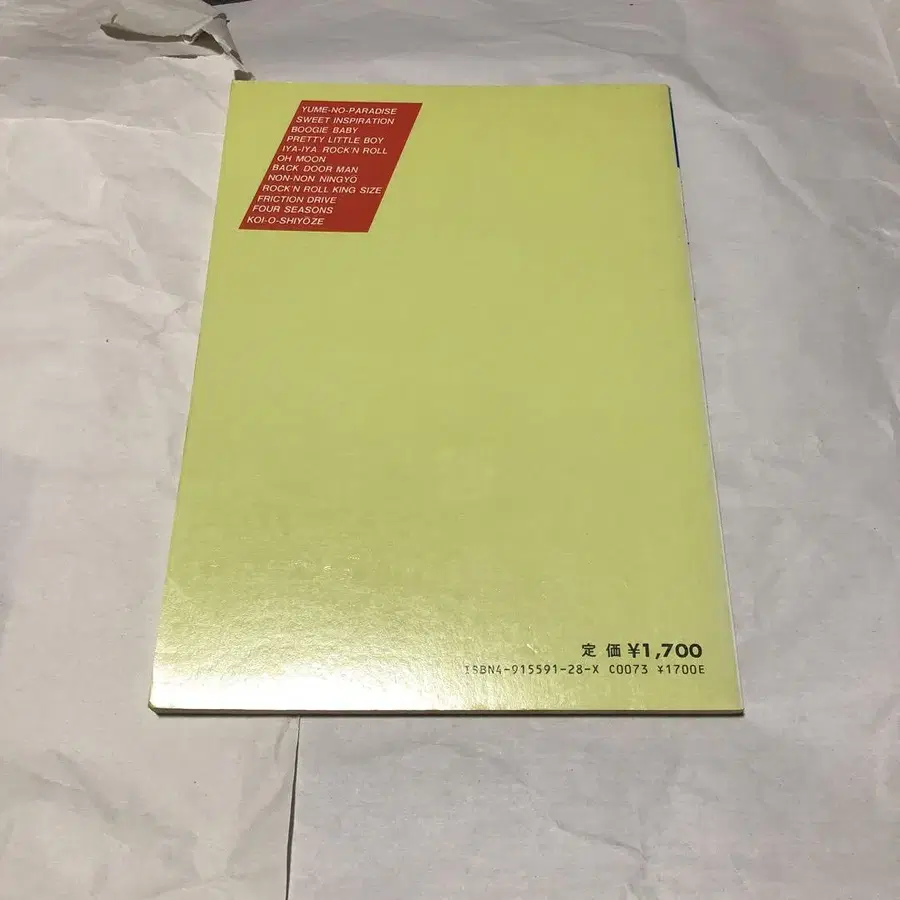 YUME-NO-PARADISE
SWEET INSPIRATION
BOOGIE BABY
PRETTY LITTLE BOY
IYA-IYA ROCK'N ROLL
OH MOON
BACK DOOR MAN
NON-NON NINGYŌ
ROCK'N ROLL KING SIZE
FRICTION DRIVE
FOUR SEASONS
KOI-O-SHIYŌZE
定価¥1,700
ISBN4-915591-28-X C0073 ¥1700E